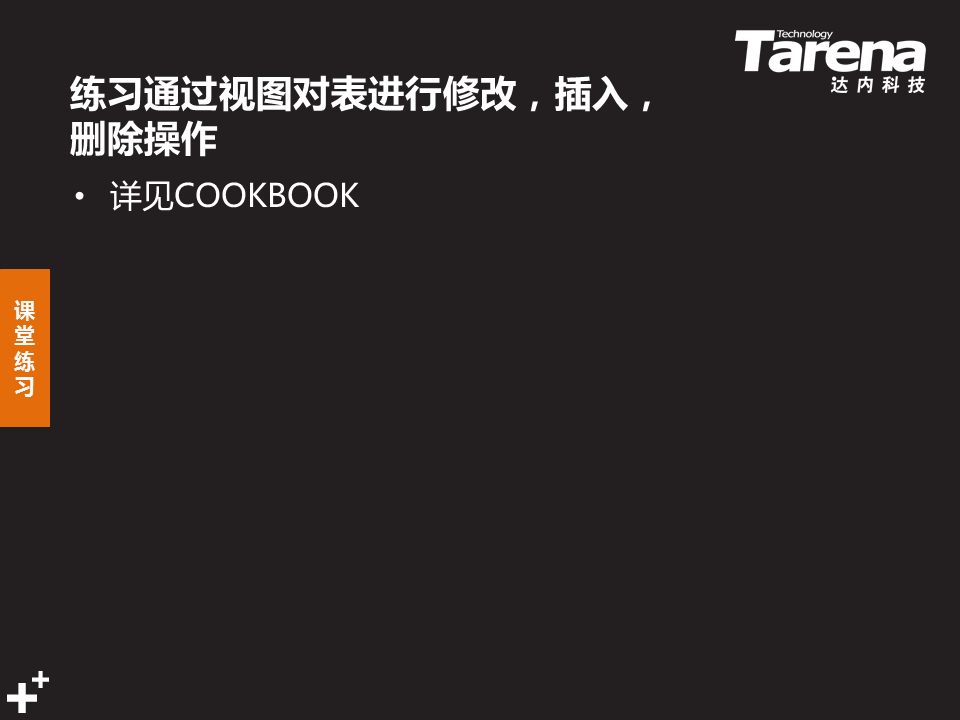 Technology
Tarena
达内科技
练习通过视图对表进行修改，插入，
删除操作
• 详见COOKBOOK
课
堂
练
习